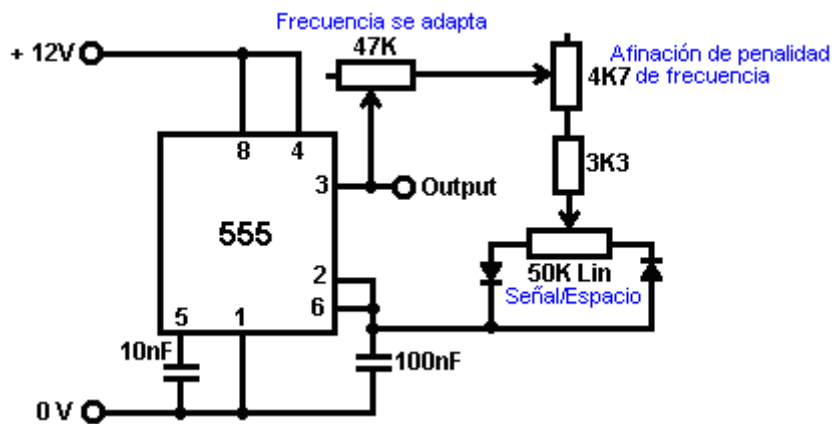 Frecuencia se adapta
47K
+ 12V
Afinación de penalidad
4K7 de frecuencia
8 4
3
Output
3K3
555
2
50K Lin
6
Señal/Espacio
5 1
10nF
100nF
0 V